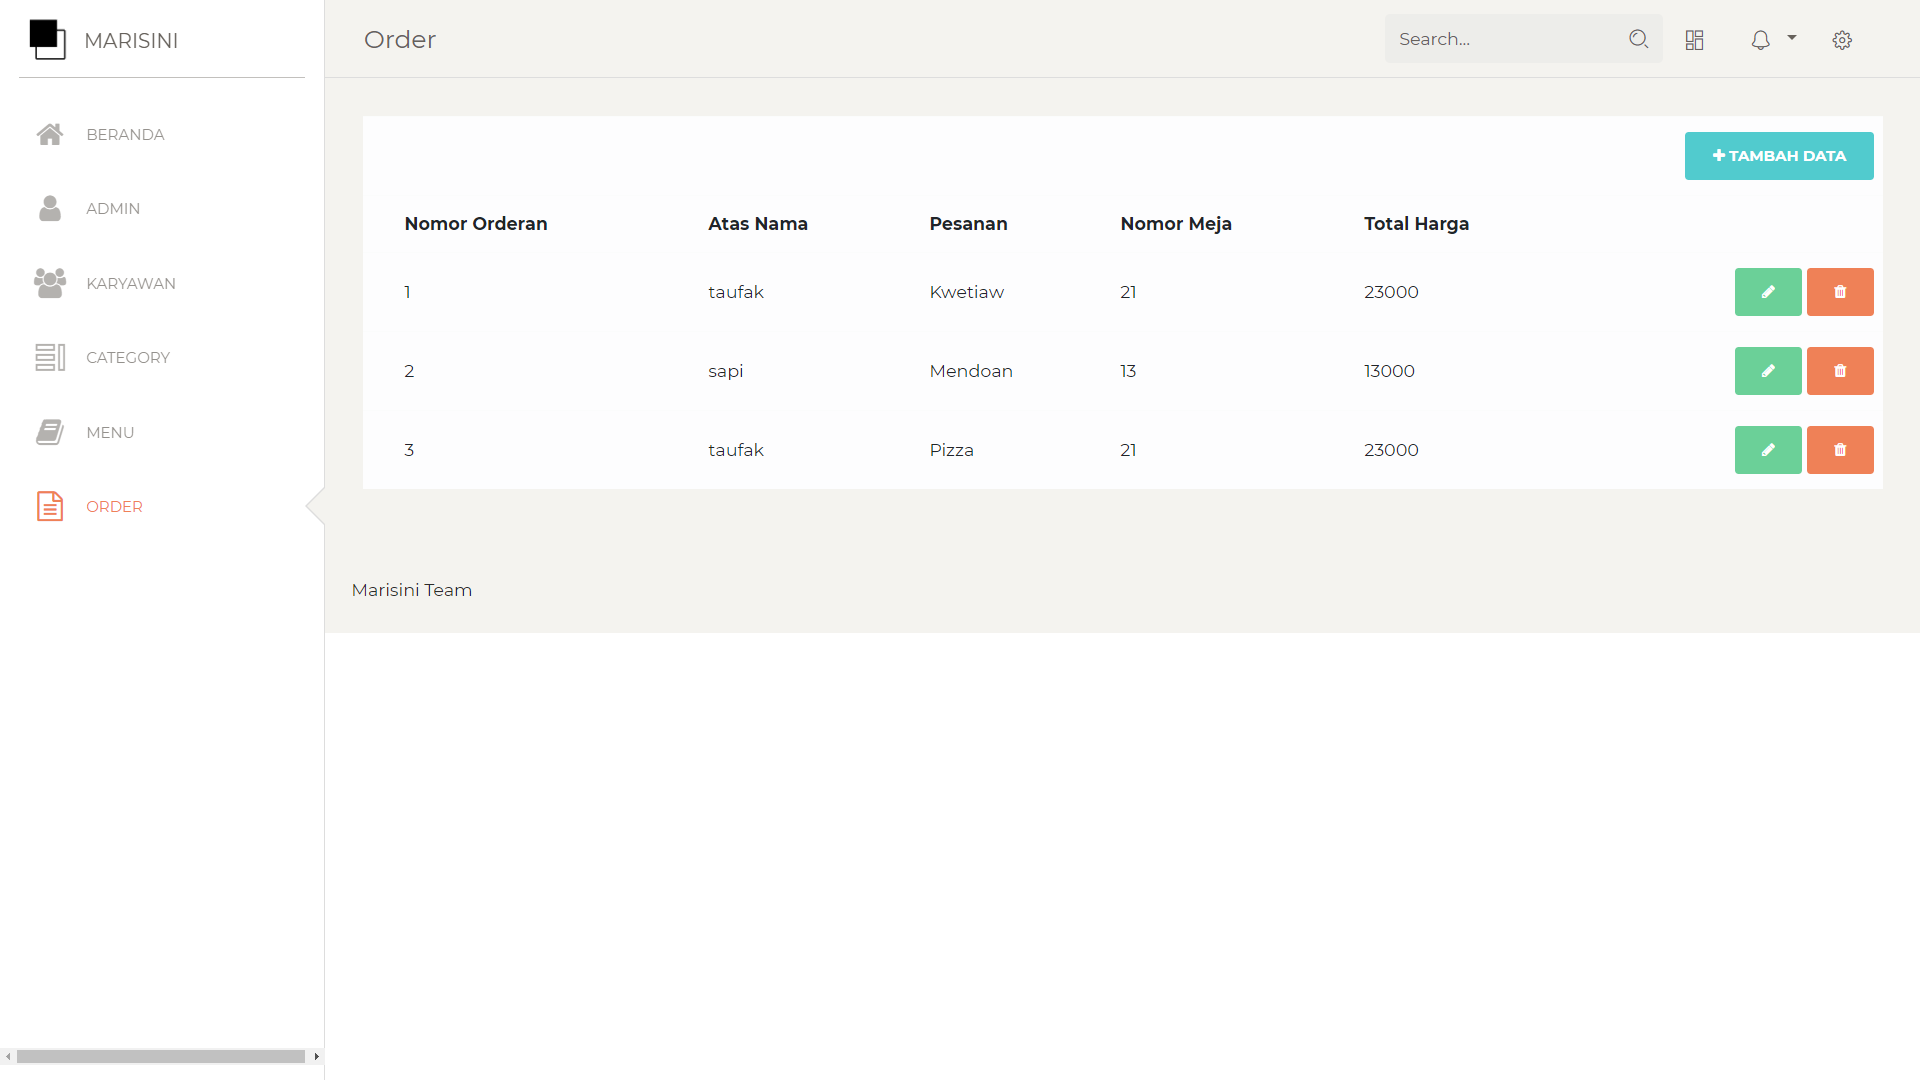 MARISINI
Order
Search...
BERANDA
ADMIN
KARYAWAN
CATEGORY
MENU
ORDER
TAMBAH DATA
Nomor Orderan Atas Nama Pesanan Nomor Meja Total Harga
1 taufak Kwetiaw 21 23000
2 sapi Mendoan 13 13000
3 taufak Pizza 21 23000
Marisini Team